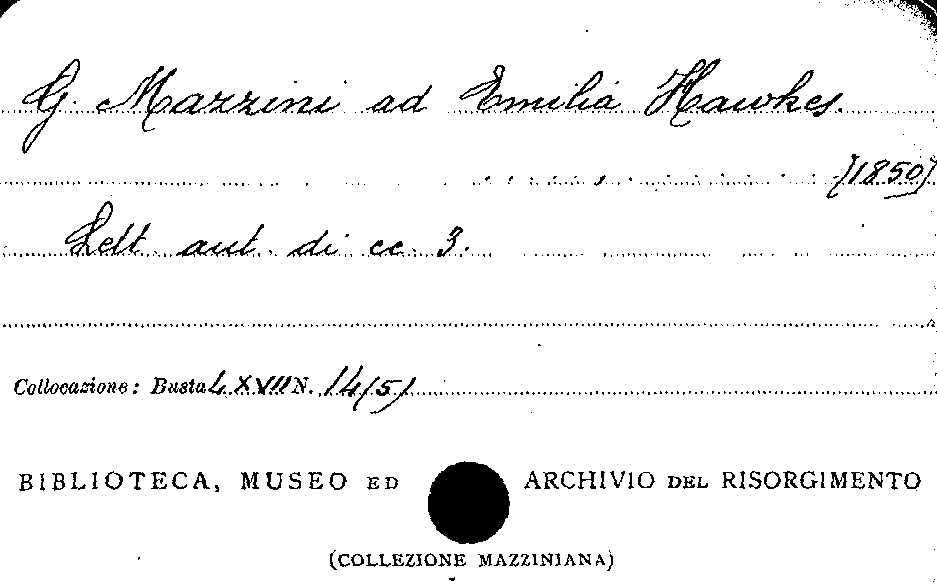 G. Mazzini ad Emilia Hawkes.
[1850]
Lett. aut. di cc. 3.
Collocazione: Busta LXVIII N. 14(5)
BIBLIOTECA, MUSEO ED ARCHIVIO DEL RISORGIMENTO
(COLLEZIONE MAZZINIANA)